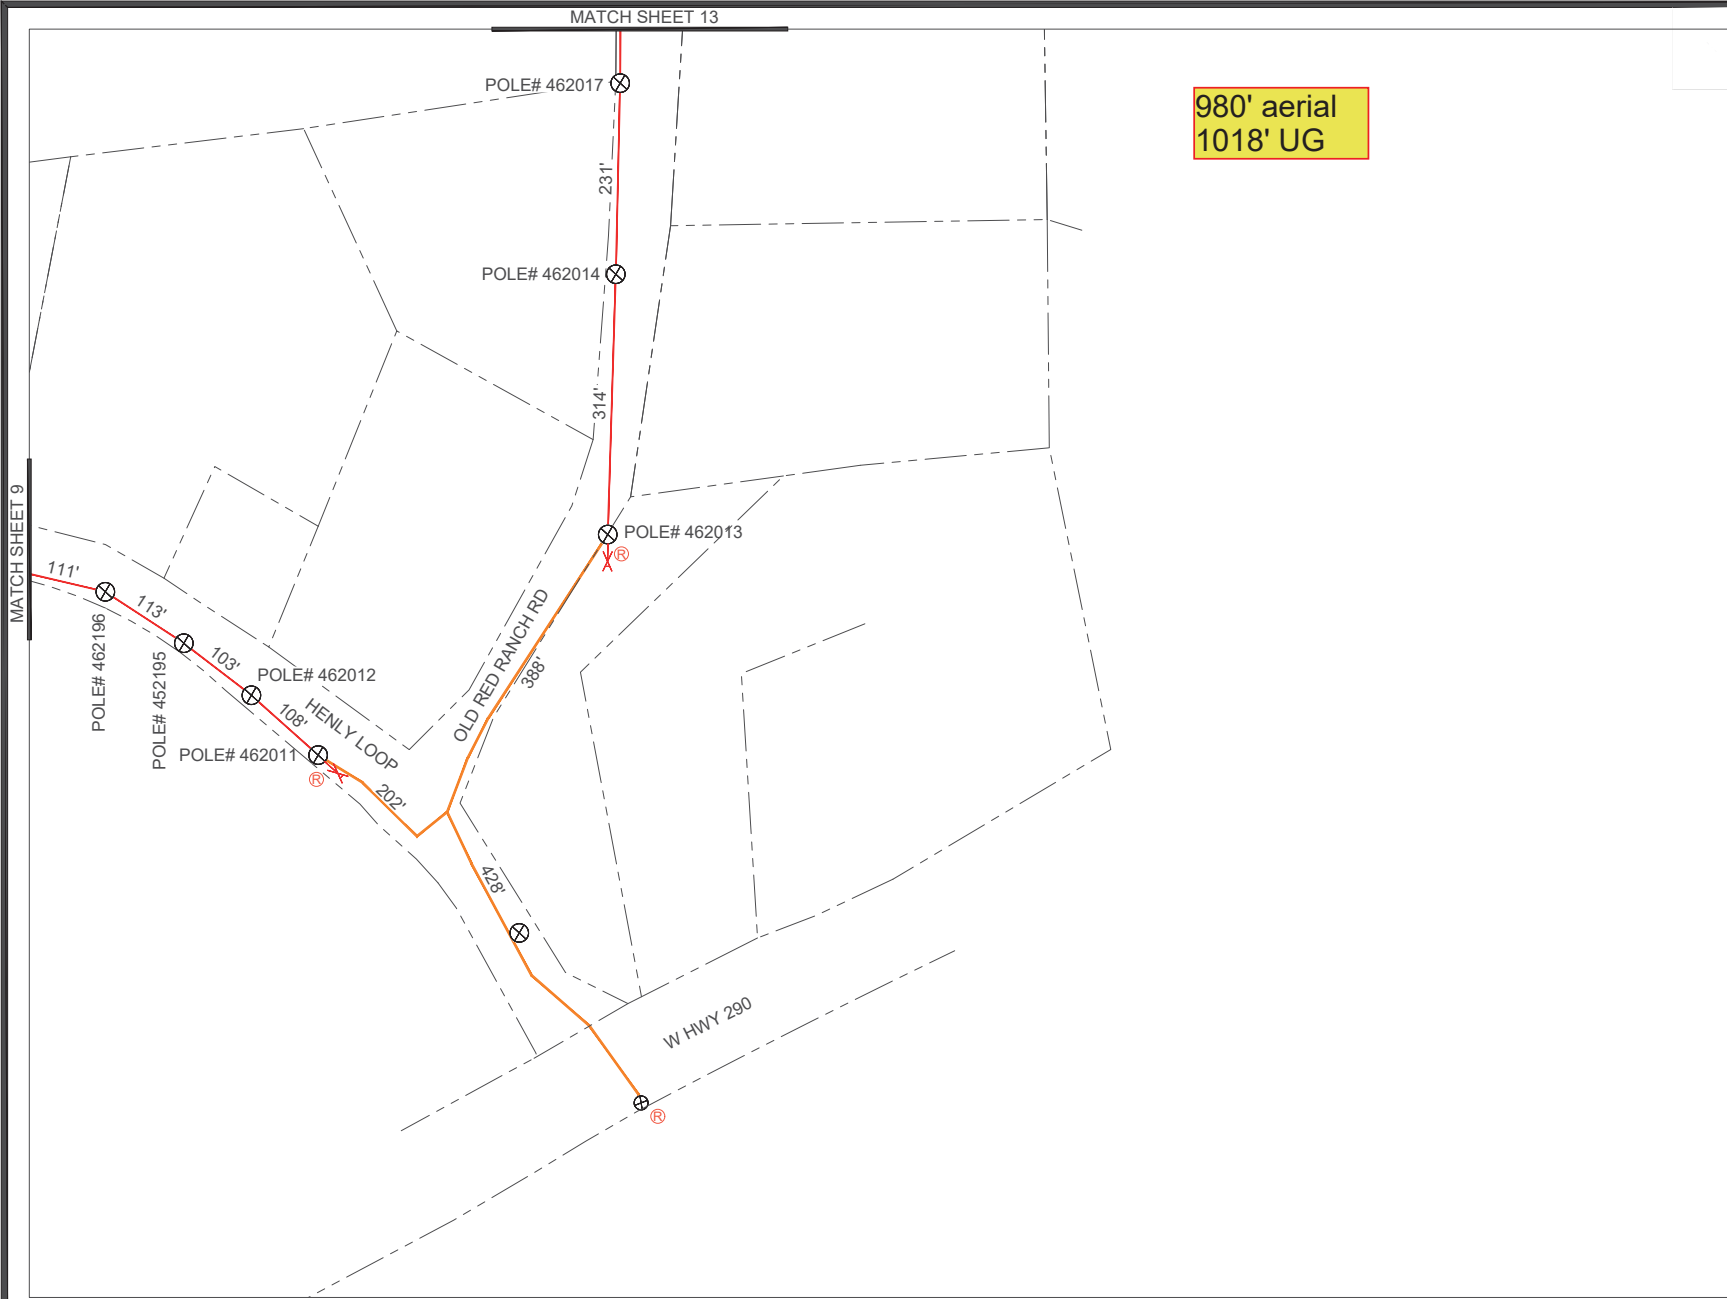 MATCH SHEET 13
POLE# 462017
980' aerial
1018' UG
231'
POLE# 462014
314'
MATCH SHEET 9
POLE# 462013
®
111'
113'
POLE# 462196
103'
POLE# 452195
POLE# 462012
108'
HENLY LOOP
OLD RED RANCH RD
388'
POLE# 462011
®
202'
428'
W HWY 290
®